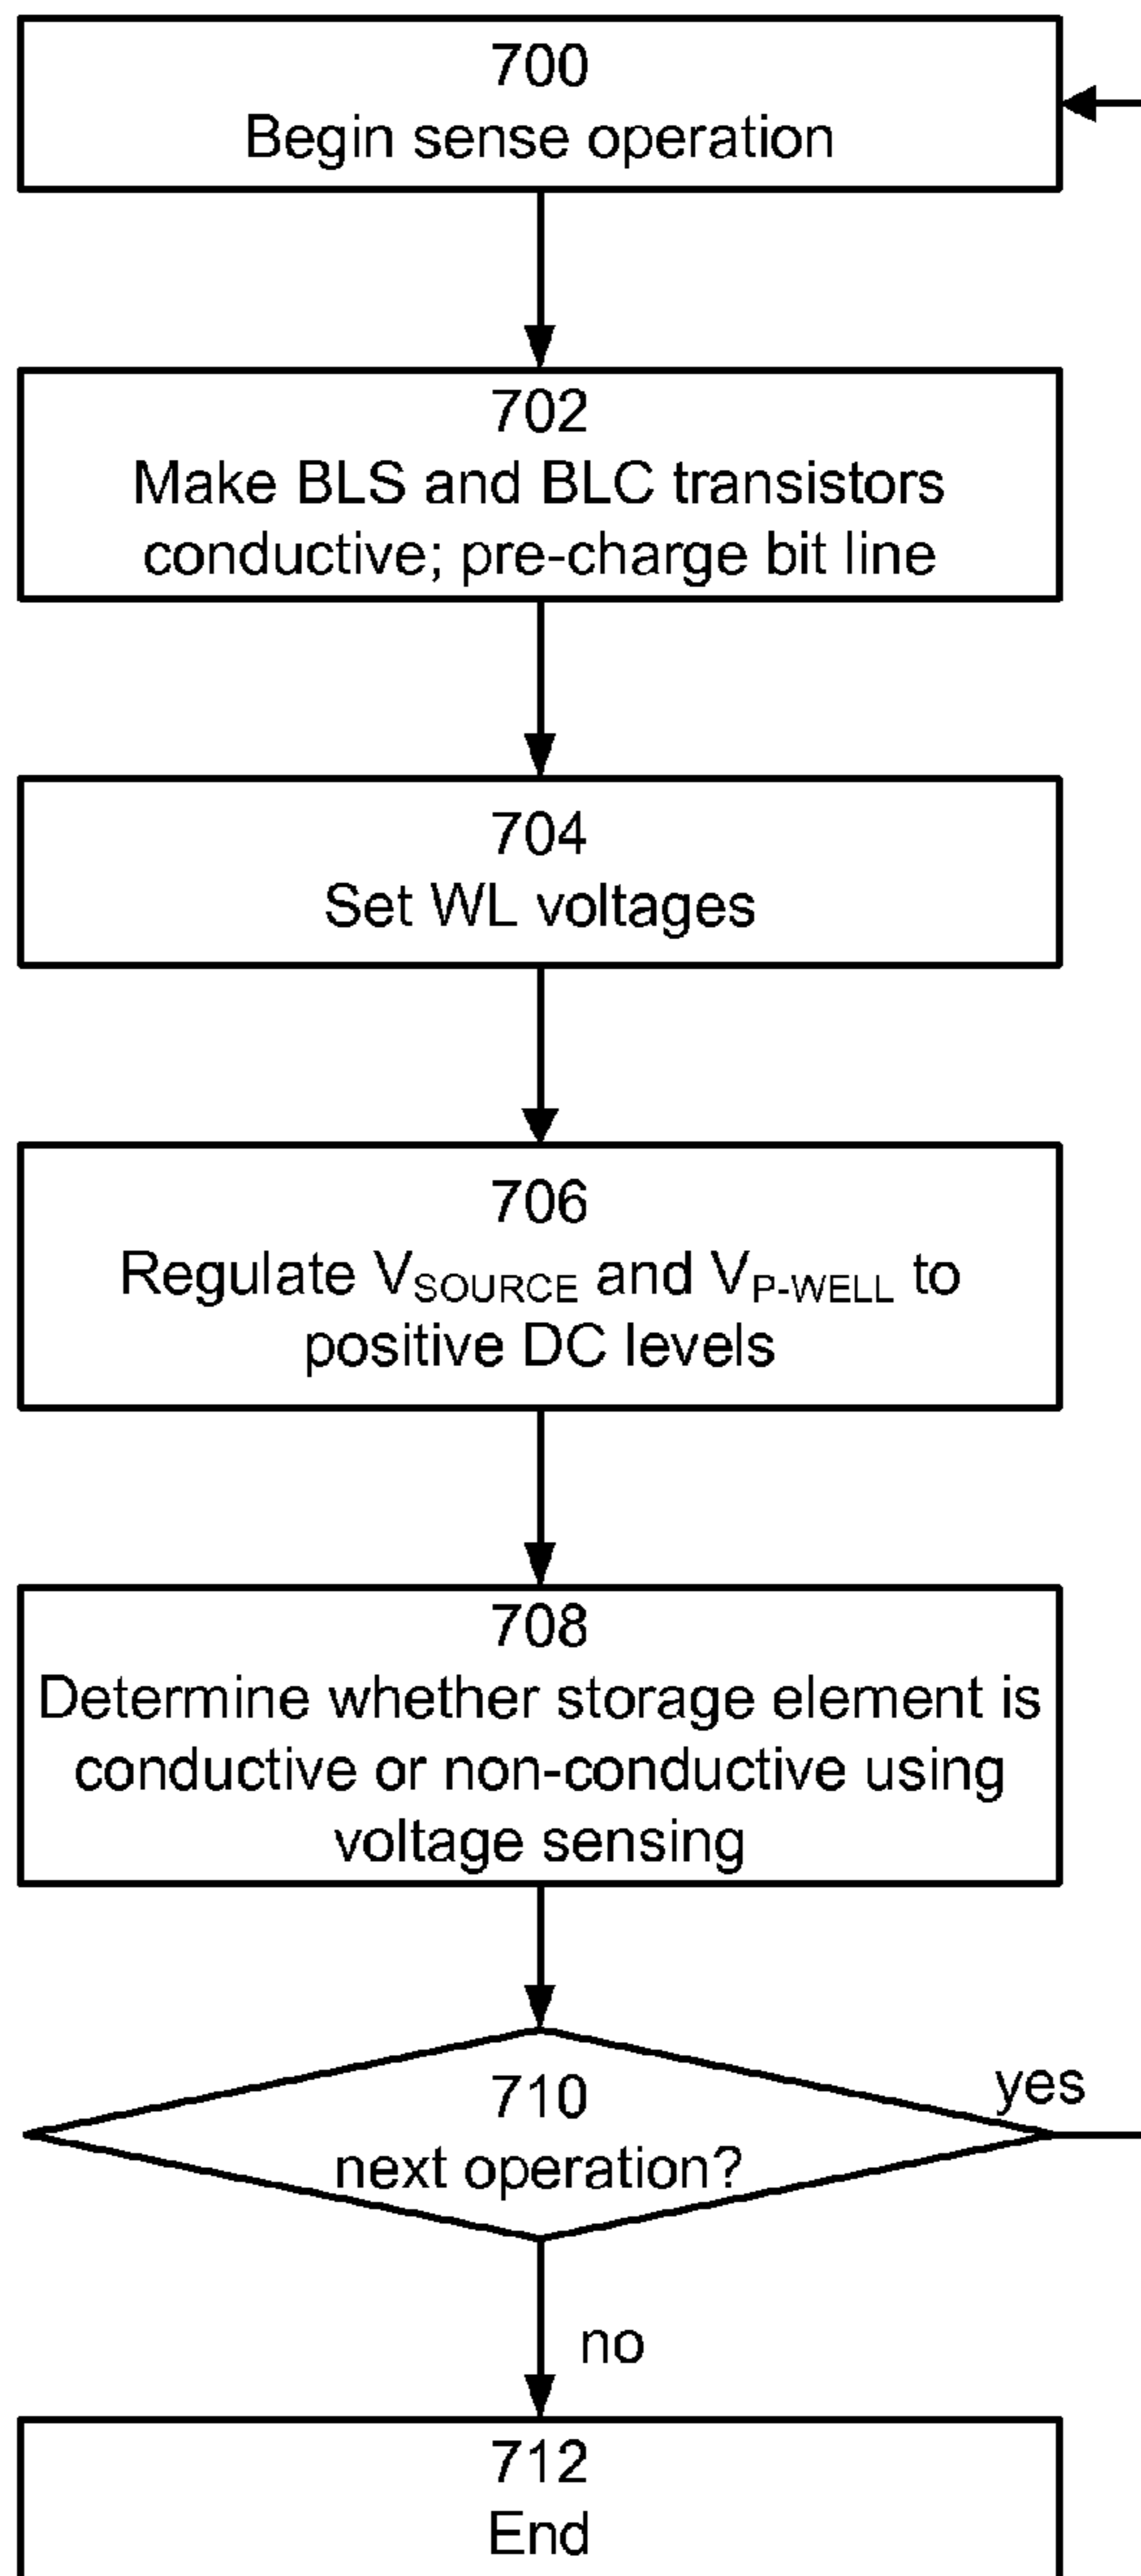 700
Begin sense operation
702
Make BLS and BLC transistors
conductive; pre-charge bit line
704
Set WL voltages
706
Regulate VSOURCE and VP-WELL to
positive DC levels
708
Determine whether storage element is
conductive or non-conductive using
voltage sensing
710
next operation?
yes
no
712
End